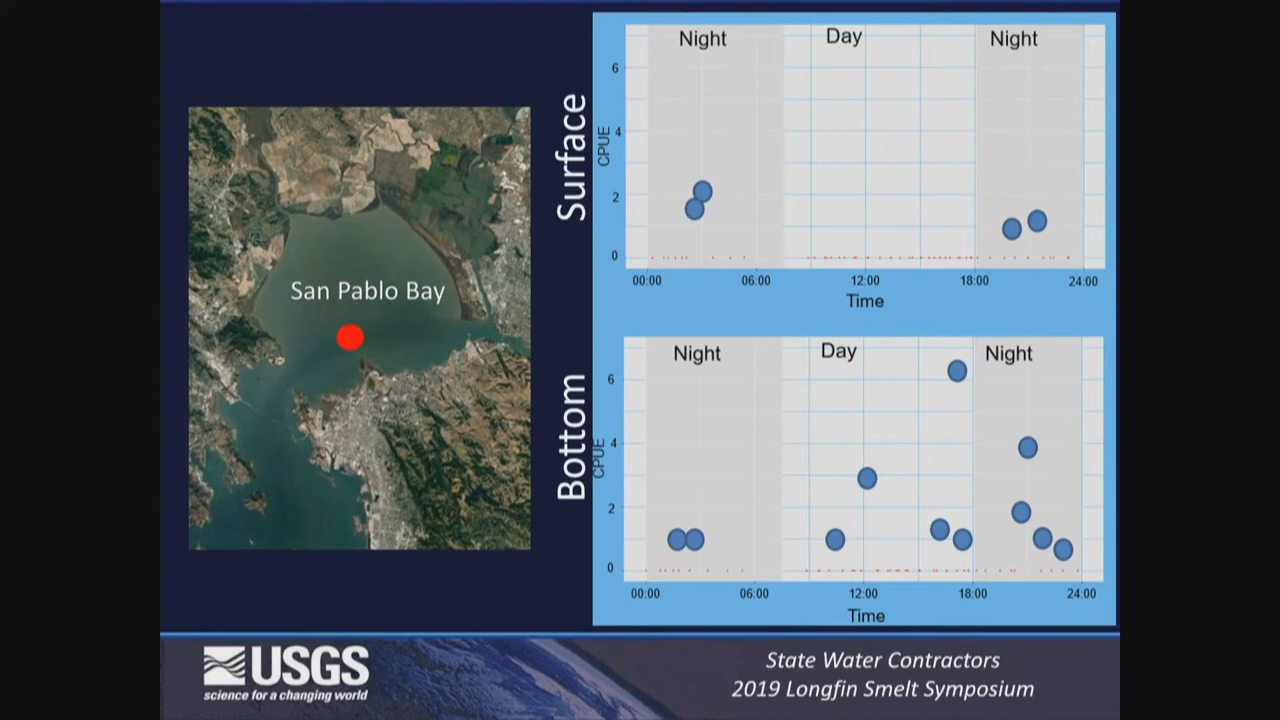 San Pablo Bay
Surface
Night
Day
Night
CPUE
6
4
2
0
00:00
06:00
12:00
18:00
24:00
Time
Bottom
Night
Day
Night
CPUE
6
4
2
0
00:00
06:00
12:00
18:00
24:00
Time
USGS
science for a changing world
State Water Contractors
2019 Longfin Smelt Symposium